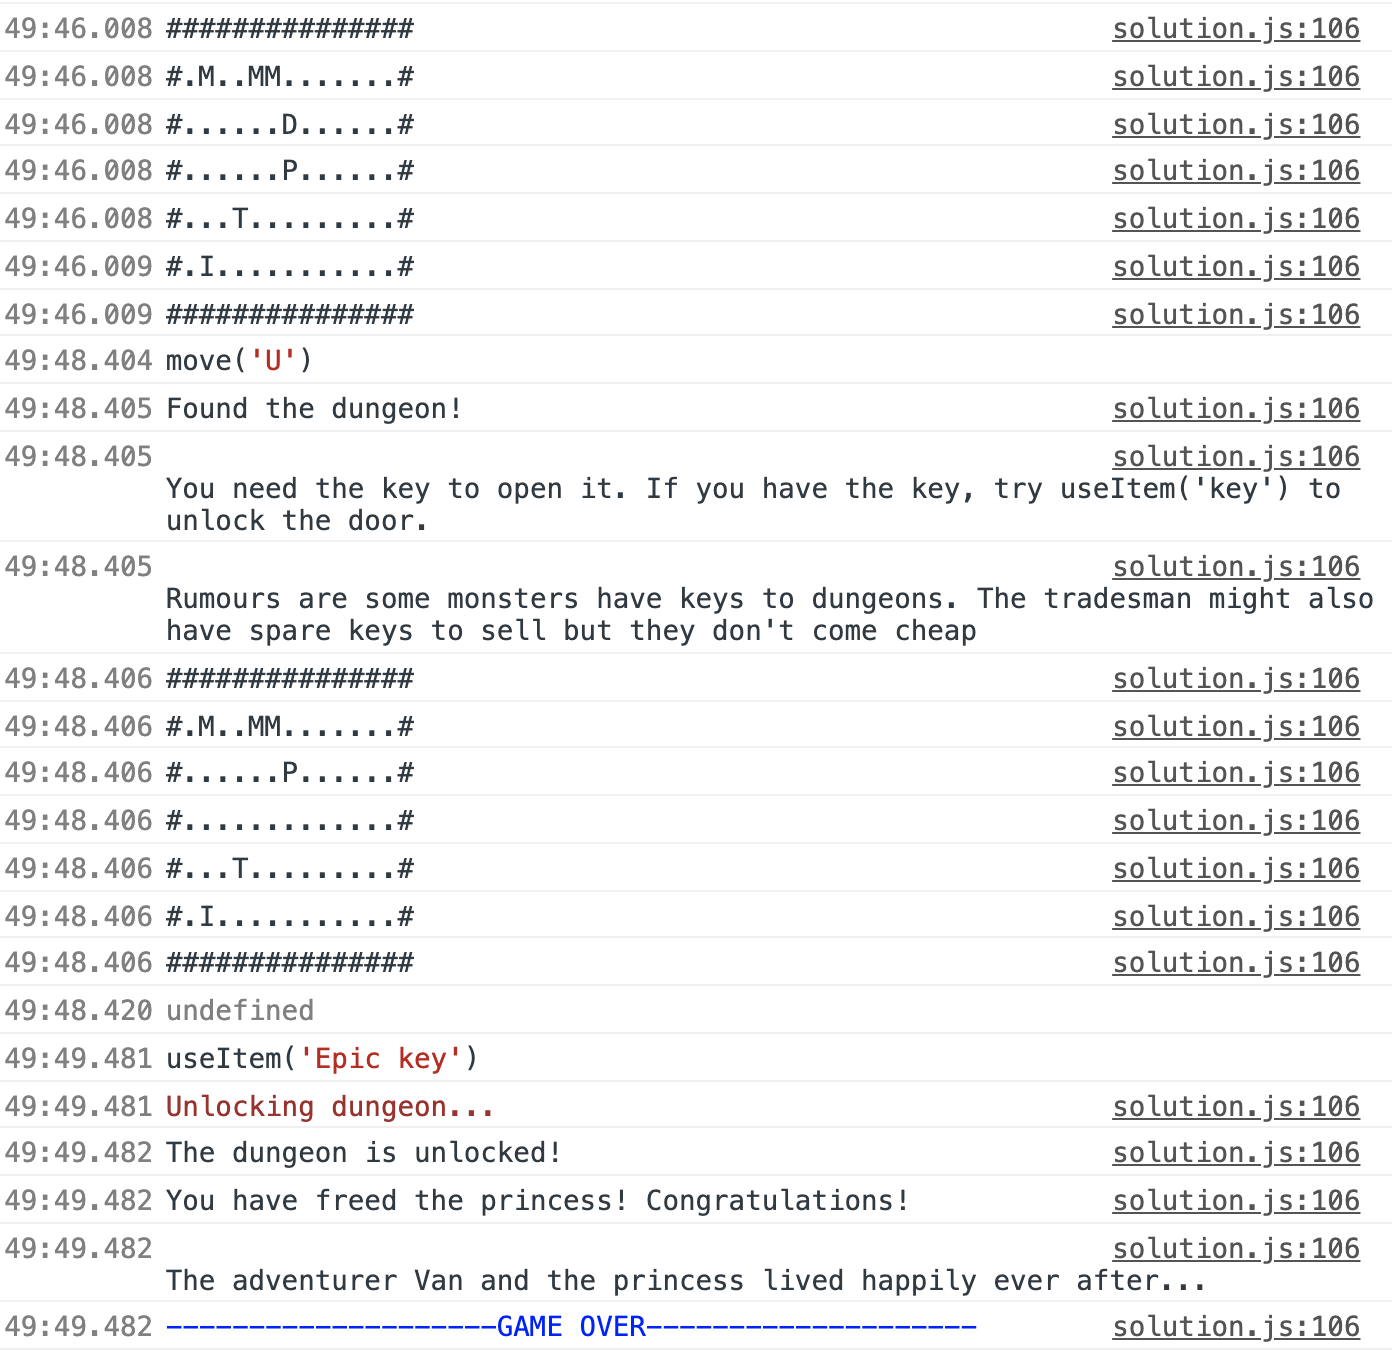 49:46.008 ############### solution.js:106
49:46.008 #.M..MM.......# solution.js:106
49:46.008 #......D......# solution.js:106
49:46.008 #......P......# solution.js:106
49:46.008 #...T.........# solution.js:106
49:46.009 #.I...........# solution.js:106
49:46.009 ############### solution.js:106
49:48.404 move('U')
49:48.405 Found the dungeon! solution.js:106
49:48.405 solution.js:106
You need the key to open it. If you have the key, try useItem('key') to
unlock the door.
49:48.405 solution.js:106
Rumours are some monsters have keys to dungeons. The tradesman might also
have spare keys to sell but they don't come cheap
49:48.406 ############### solution.js:106
49:48.406 #.M..MM.......# solution.js:106
49:48.406 #......P......# solution.js:106
49:48.406 #.............# solution.js:106
49:48.406 #...T.........# solution.js:106
49:48.406 #.I...........# solution.js:106
49:48.406 ############### solution.js:106
49:48.420 undefined
49:49.481 useItem('Epic key')
49:49.481 Unlocking dungeon... solution.js:106
49:49.482 The dungeon is unlocked! solution.js:106
49:49.482 You have freed the princess! Congratulations! solution.js:106
49:49.482 solution.js:106
The adventurer Van and the princess lived happily ever after...
49:49.482 --------------------GAME OVER-------------------- solution.js:106